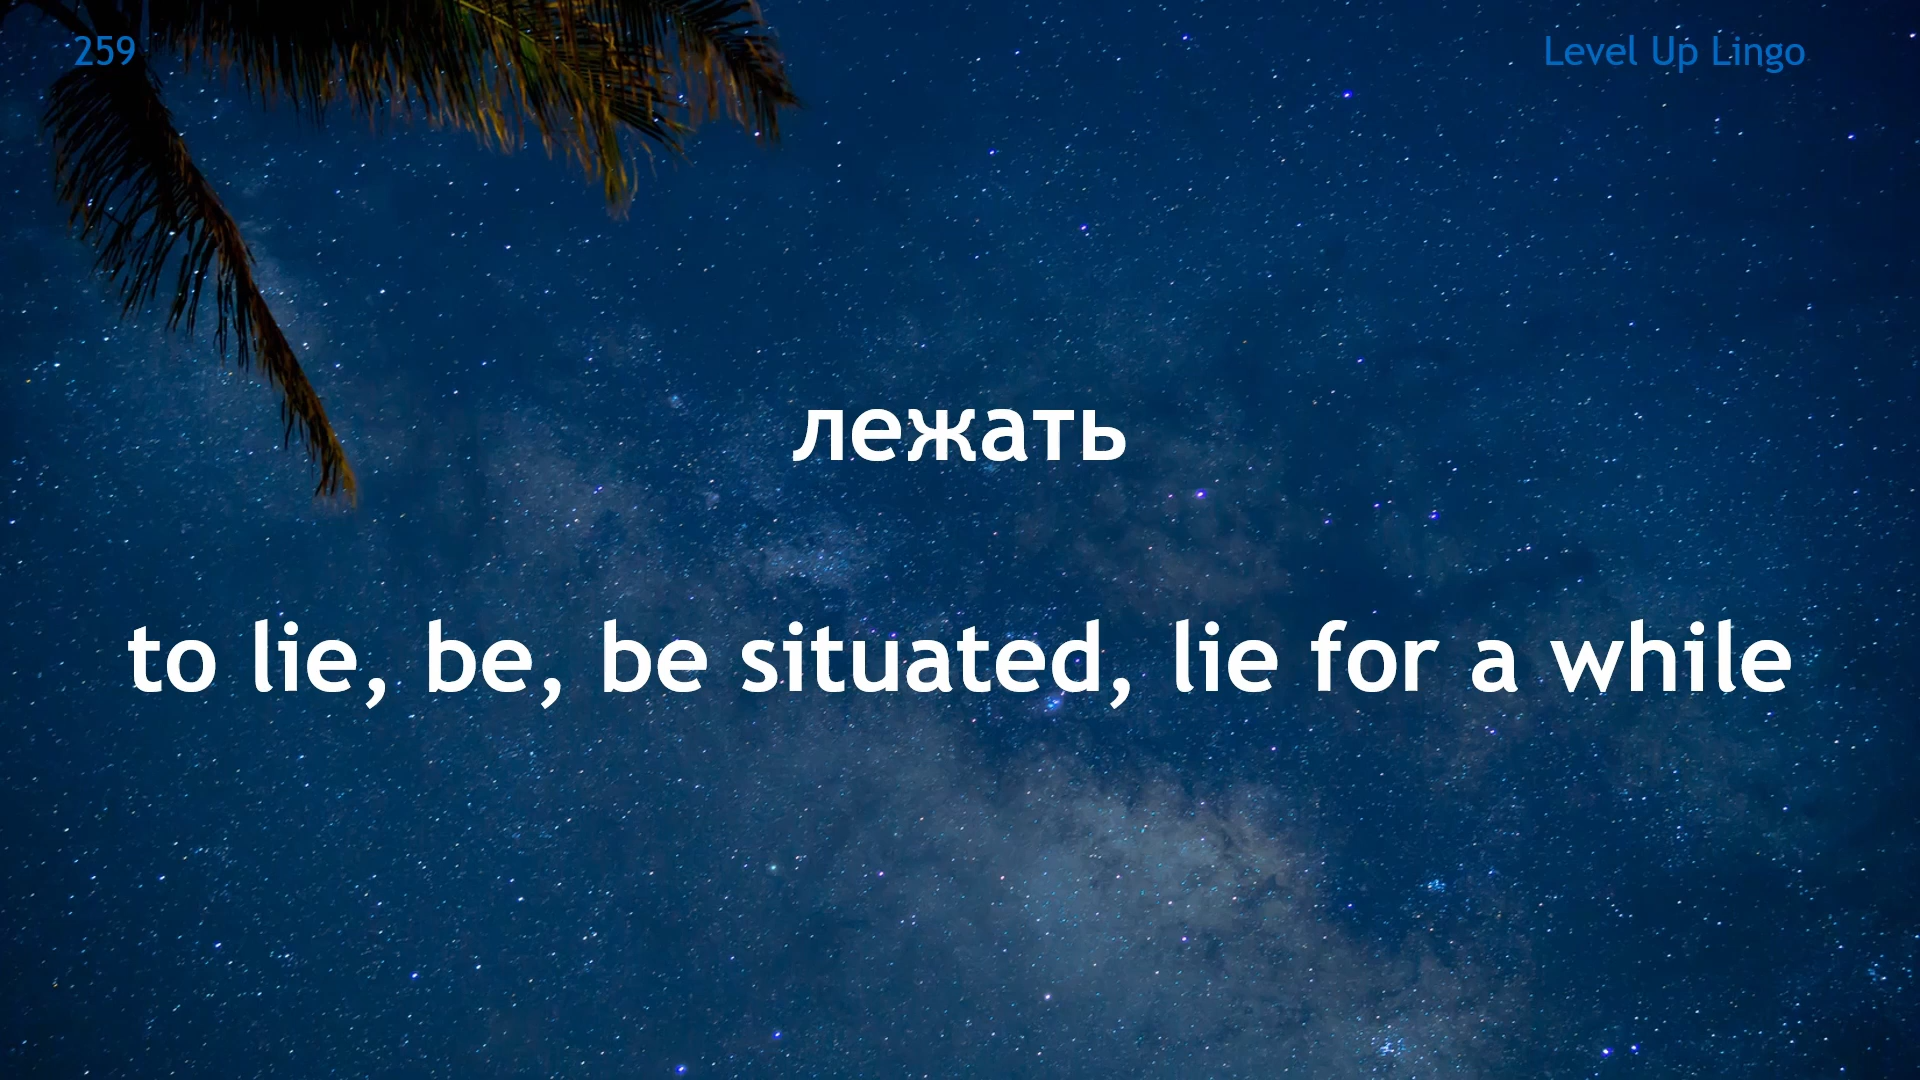 259
Level Up Lingo
лежать
to lie, be, be situated, lie for a while